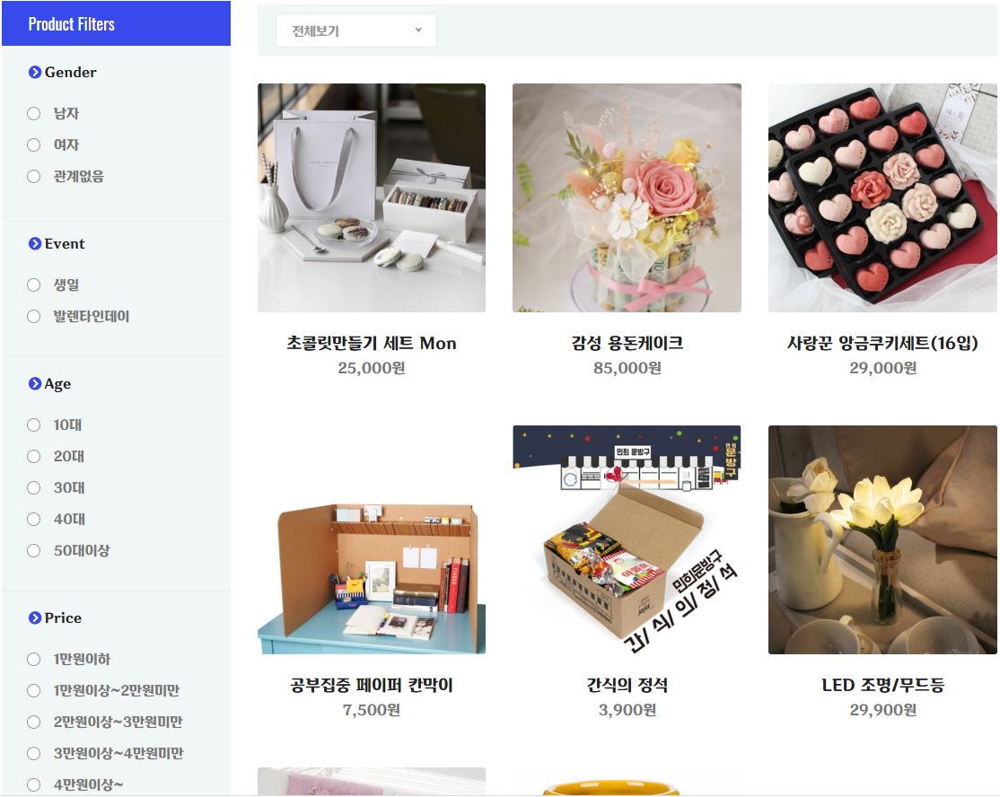 Product Filters
Gender
남자
여자
관계없음
Event
생일
발렌타인데이
Age
10대
20대
30대
40대
50대이상
Price
1만원이하
1만원이상~2만원미만
2만원이상~3만원미만
3만원이상~4만원미만
4만원이상~
전체보기
초콜릿만들기 세트 Mon
25,000원
감성 용돈케이크
85,000원
사랑꾼 앙금쿠키세트(16입)
29,000원
민희 문방구
민희문방구
간/ 식/ 의/ 정/ 석
공부집중 페이퍼 칸막이
7,500원
간식의 정석
3,900원
LED 조명/무드등
29,900원